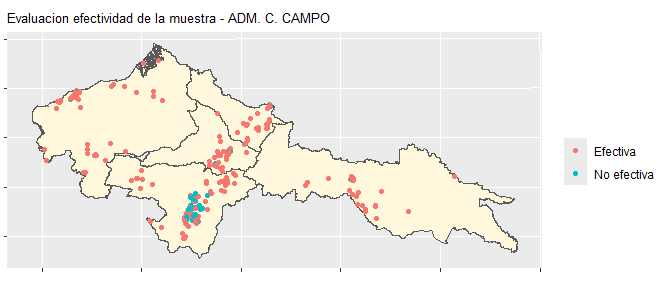 Evaluacion efectividad de la muestra - ADM. C. CAMPO
Efectiva
No efectiva